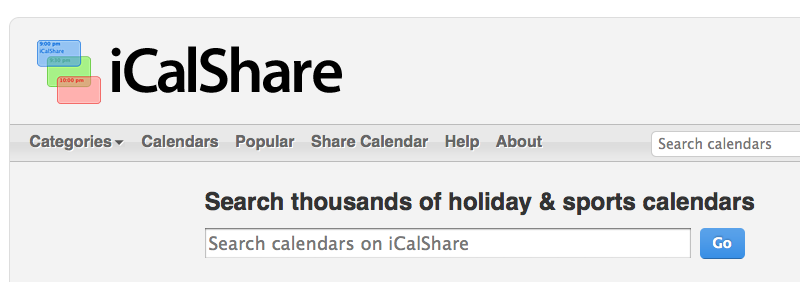 9:00 pm
iCalShare
9:30 pm
10:00 pm
iCalShare
Categories Calendars Popular Share Calendar Help About
Search calendars
Search thousands of holiday & sports calendars
Search calendars on iCalShare
Go